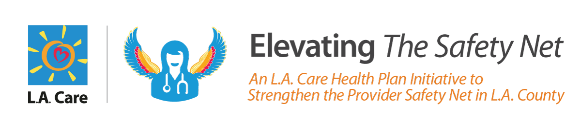 L.A. Care
Elevating The Safety Net
An L.A. Care Health Plan Initiative to
Strengthen the Provider Safety Net in L.A. County